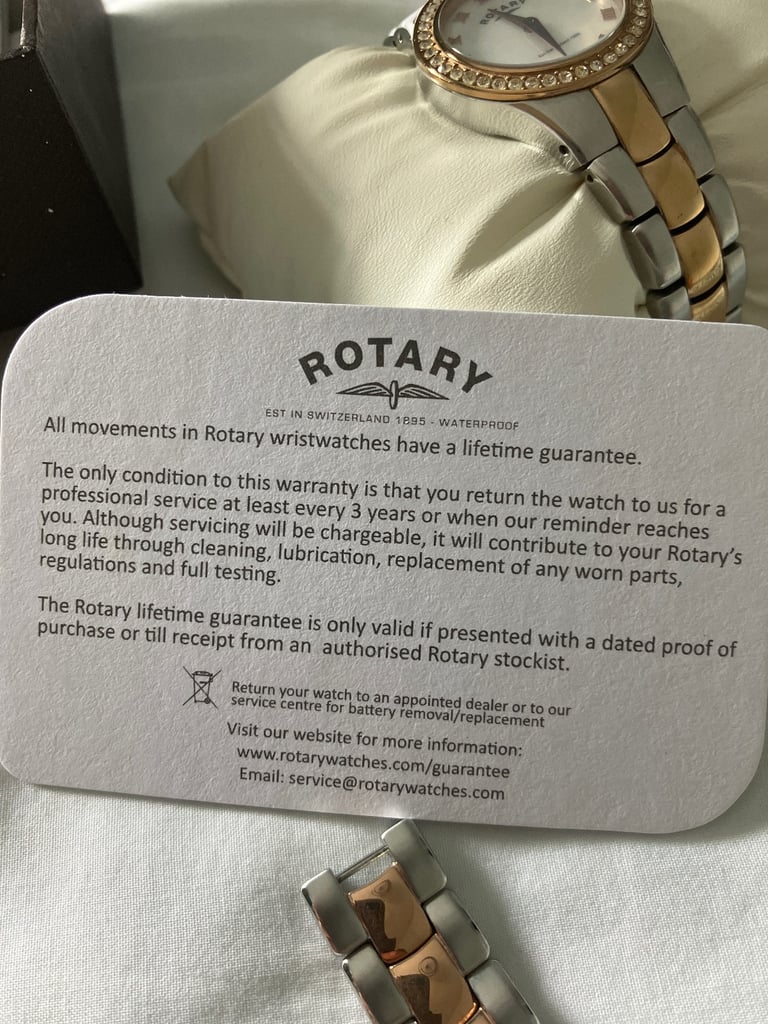 ROTARY
ROTARY
EST IN SWITZERLAND 1895 - WATERPROOF
All movements in Rotary wristwatches have a lifetime guarantee.
The only condition to this warranty is that you return the watch to us for a
professional service at least every 3 years or when our reminder reaches
you. Although servicing will be chargeable, it will contribute to your Rotary's
long life through cleaning, lubrication, replacement of any worn parts,
regulations and full testing.
The Rotary lifetime guarantee is only valid if presented with a dated proof of
purchase or till receipt from an authorised Rotary stockist.
Return your watch to an appointed dealer or to our
service centre for battery removal/replacement
Visit our website for more information:
www.rotarywatches.com/guarantee
Email: service@rotarywatches.com